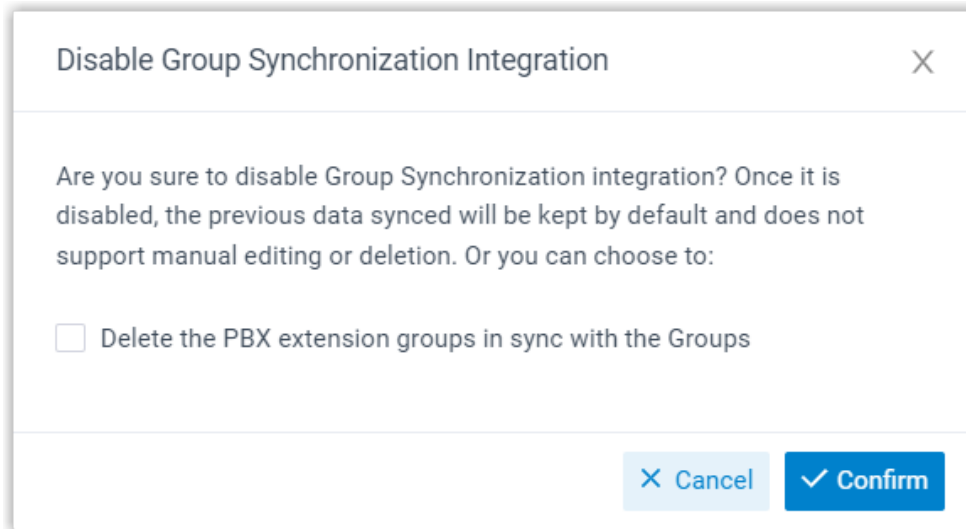 Disable Group Synchronization Integration
Are you sure to disable Group Synchronization integration? Once it is
disabled, the previous data synced will be kept by default and does not
support manual editing or deletion. Or you can choose to:
Delete the PBX extension groups in sync with the Groups
Cancel
Confirm